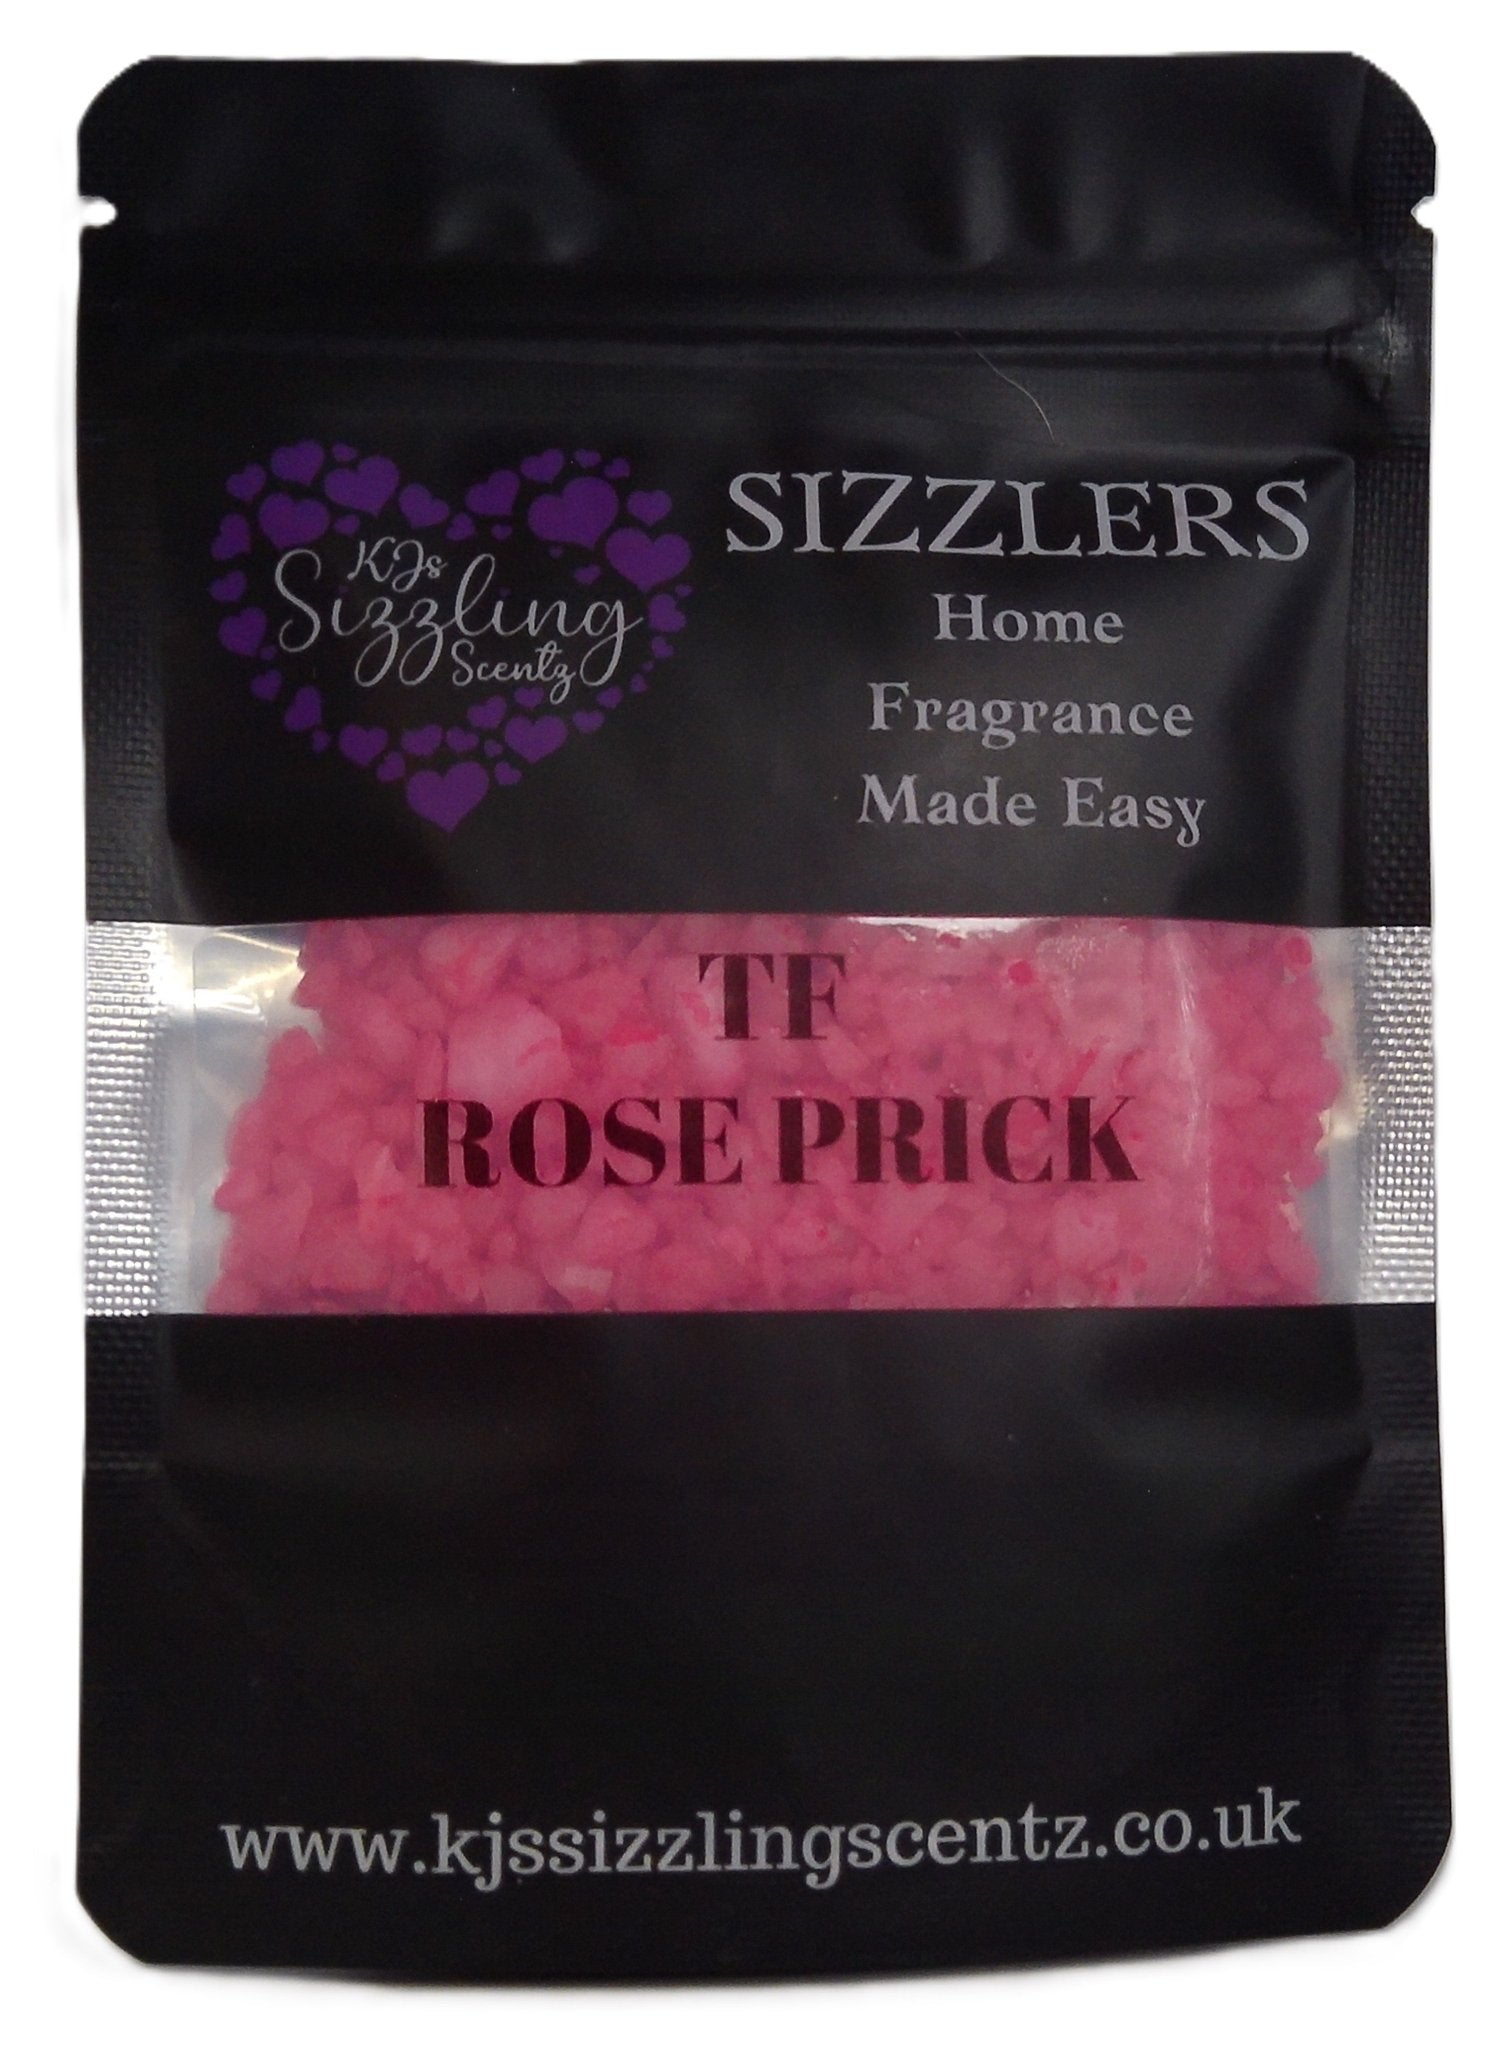 KJs
Sizzling
Scentz
SIZZLERS
Home
Fragrance
Made Easy
TF
ROSE PRICK
www.kjssizzlingscentz.co.uk